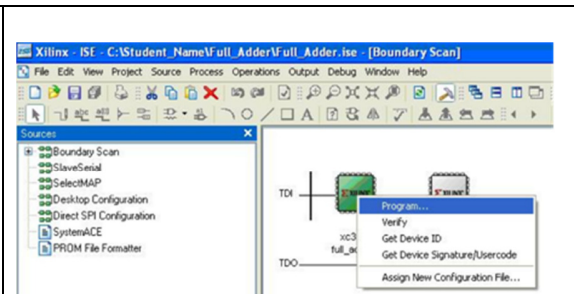 Xilinx - ISE - C:\Student_Name\Full_Adder\Full_Adder.ise - [Boundary Scan]
File Edit View Project Source Process Operations Output Debug Window Help
Sources
Boundary Scan
SlaveSerial
SelectMAP
Desktop Configuration
Direct SPI Configuration
SystemACE
PROM File Formatter
TDI
xc3
full_ad
TDO
Program...
Verify
Get Device ID
Get Device Signature/Usercode
Assign New Configuration File...